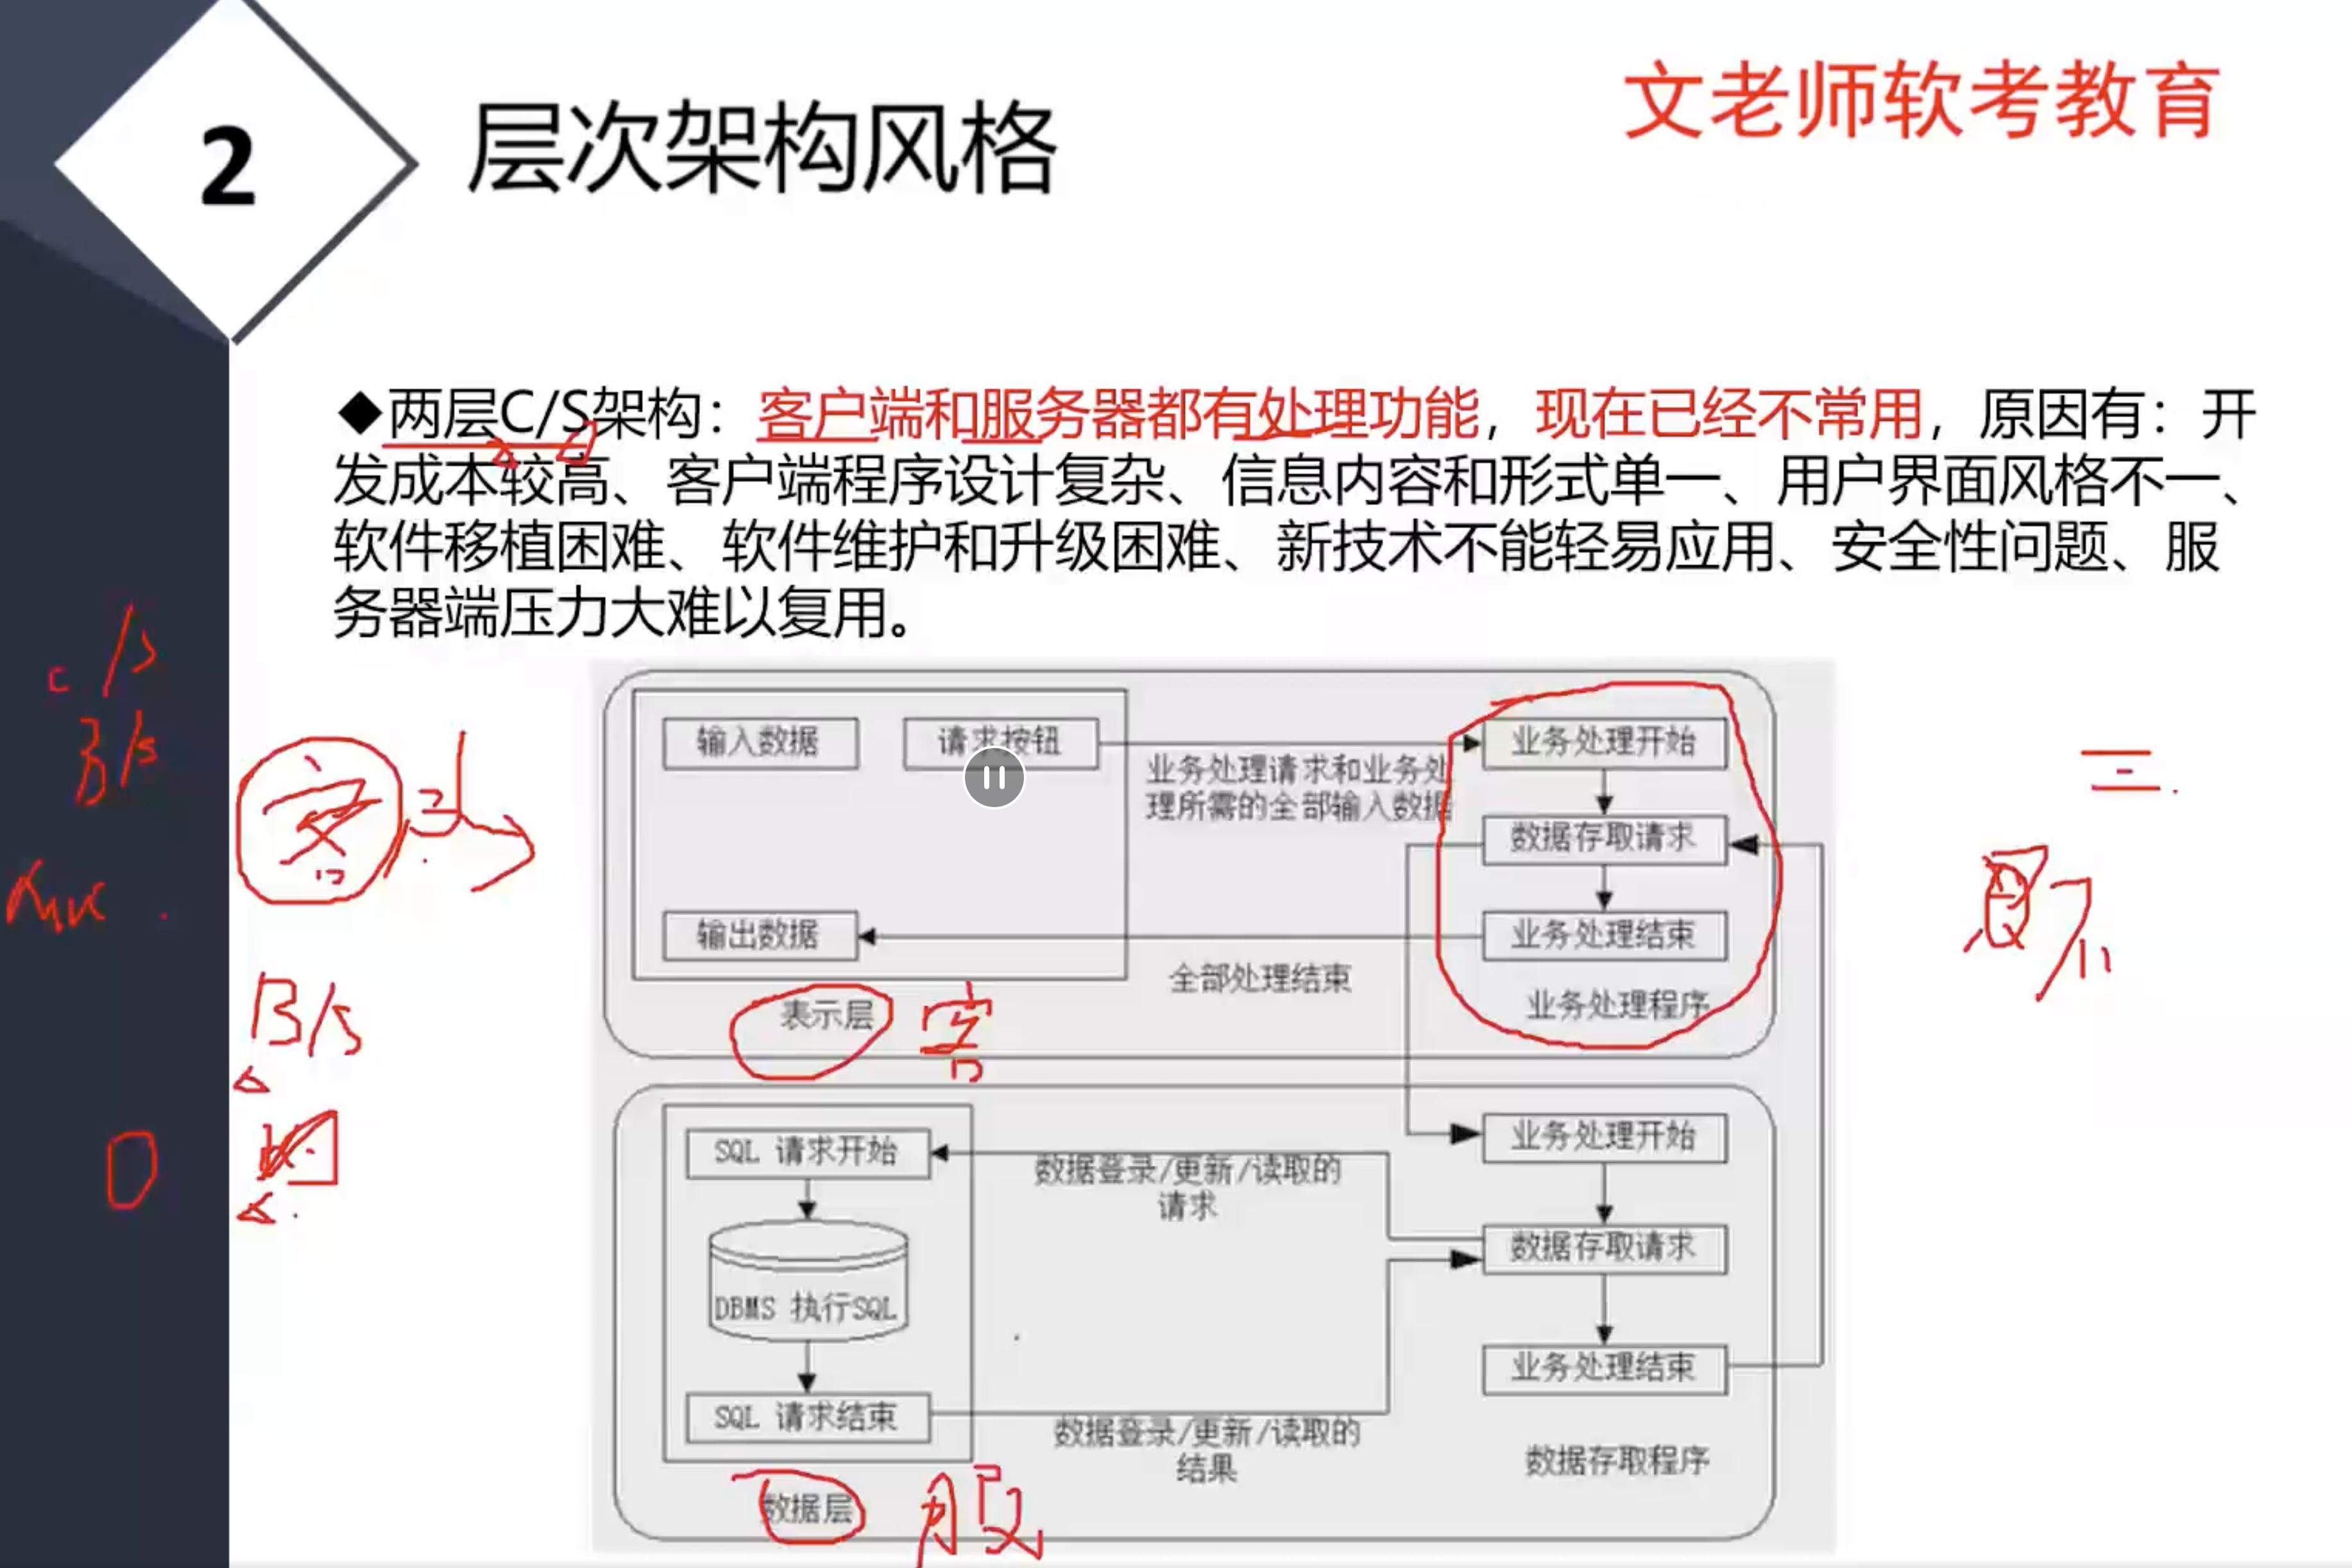 文老师软考教育
2
层次架构风格
◆两层C/S架构：客户端和服务器都有处理功能，现在已经不常用，原因有：开
发成本较高、客户端程序设计复杂、信息内容和形式单一、用户界面风格不一、
软件移植困难、软件维护和升级困难、新技术不能轻易应用、安全性问题、服
务器端压力大难以复用。
c/s
B/s
客
B/s
三
输入数据
请求按钮
业务处理请求和业务处
理所需的全部输入数据
业务处理开始
数据存取请求
业务处理结束
输出数据
全部处理结束
表示层
客
业务处理程序
SQL 请求开始
数据登录/更新/读取的
请求
业务处理开始
DBMS 执行SQL
数据存取请求
SQL 请求结束
数据登录/更新/读取的
结果
业务处理结束
数据层
服
数据存取程序